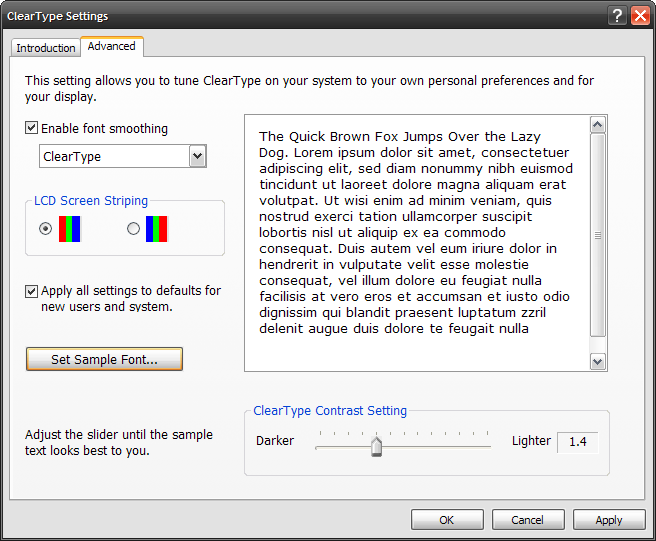 ClearType Settings
Introduction
Advanced
This setting allows you to tune ClearType on your system to your own personal preferences and for
your display.
Enable font smoothing
ClearType
LCD Screen Striping
Apply all settings to defaults for
new users and system.
Set Sample Font...
The Quick Brown Fox Jumps Over the Lazy
Dog. Lorem ipsum dolor sit amet, consectetuer
adipiscing elit, sed diam nonummy nibh euismod
tincidunt ut laoreet dolore magna aliquam erat
volutpat. Ut wisi enim ad minim veniam, quis
nostrud exerci tation ullamcorper suscipit
lobortis nisl ut aliquip ex ea commodo
consequat. Duis autem vel eum iriure dolor in
hendrerit in vulputate velit esse molestie
consequat, vel illum dolore eu feugiat nulla
facilisis at vero eros et accumsan et iusto odio
dignissim qui blandit praesent luptatum zzril
delenit augue duis dolore te feugait nulla
Adjust the slider until the sample
text looks best to you.
ClearType Contrast Setting
Darker
Lighter
1.4
OK
Cancel
Apply